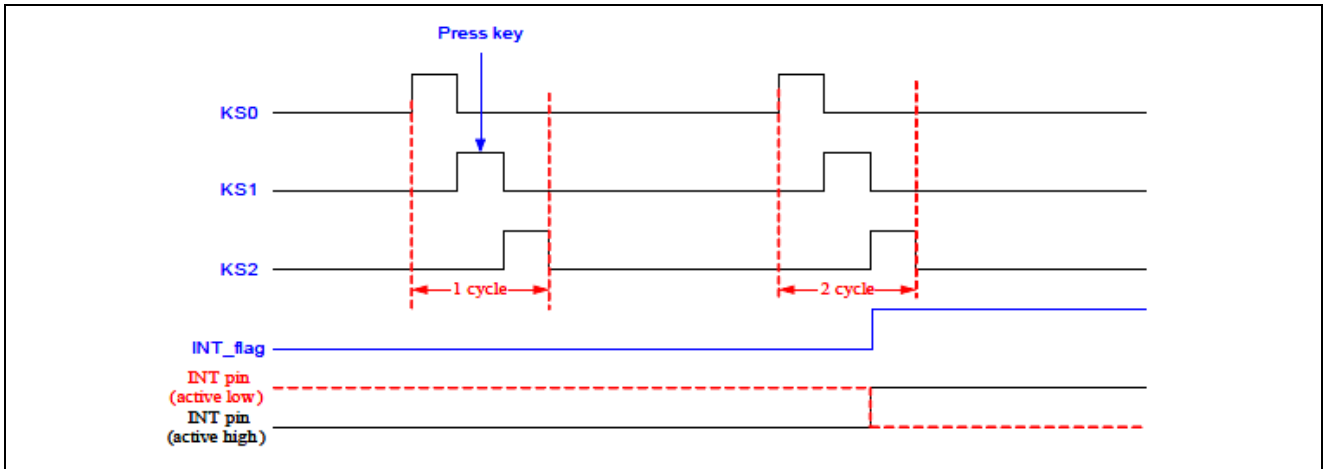 Press key
KS0
KS1
KS2
1 cycle
2 cycle
INT_flag
INT pin
(active low)
INT pin
(active high)